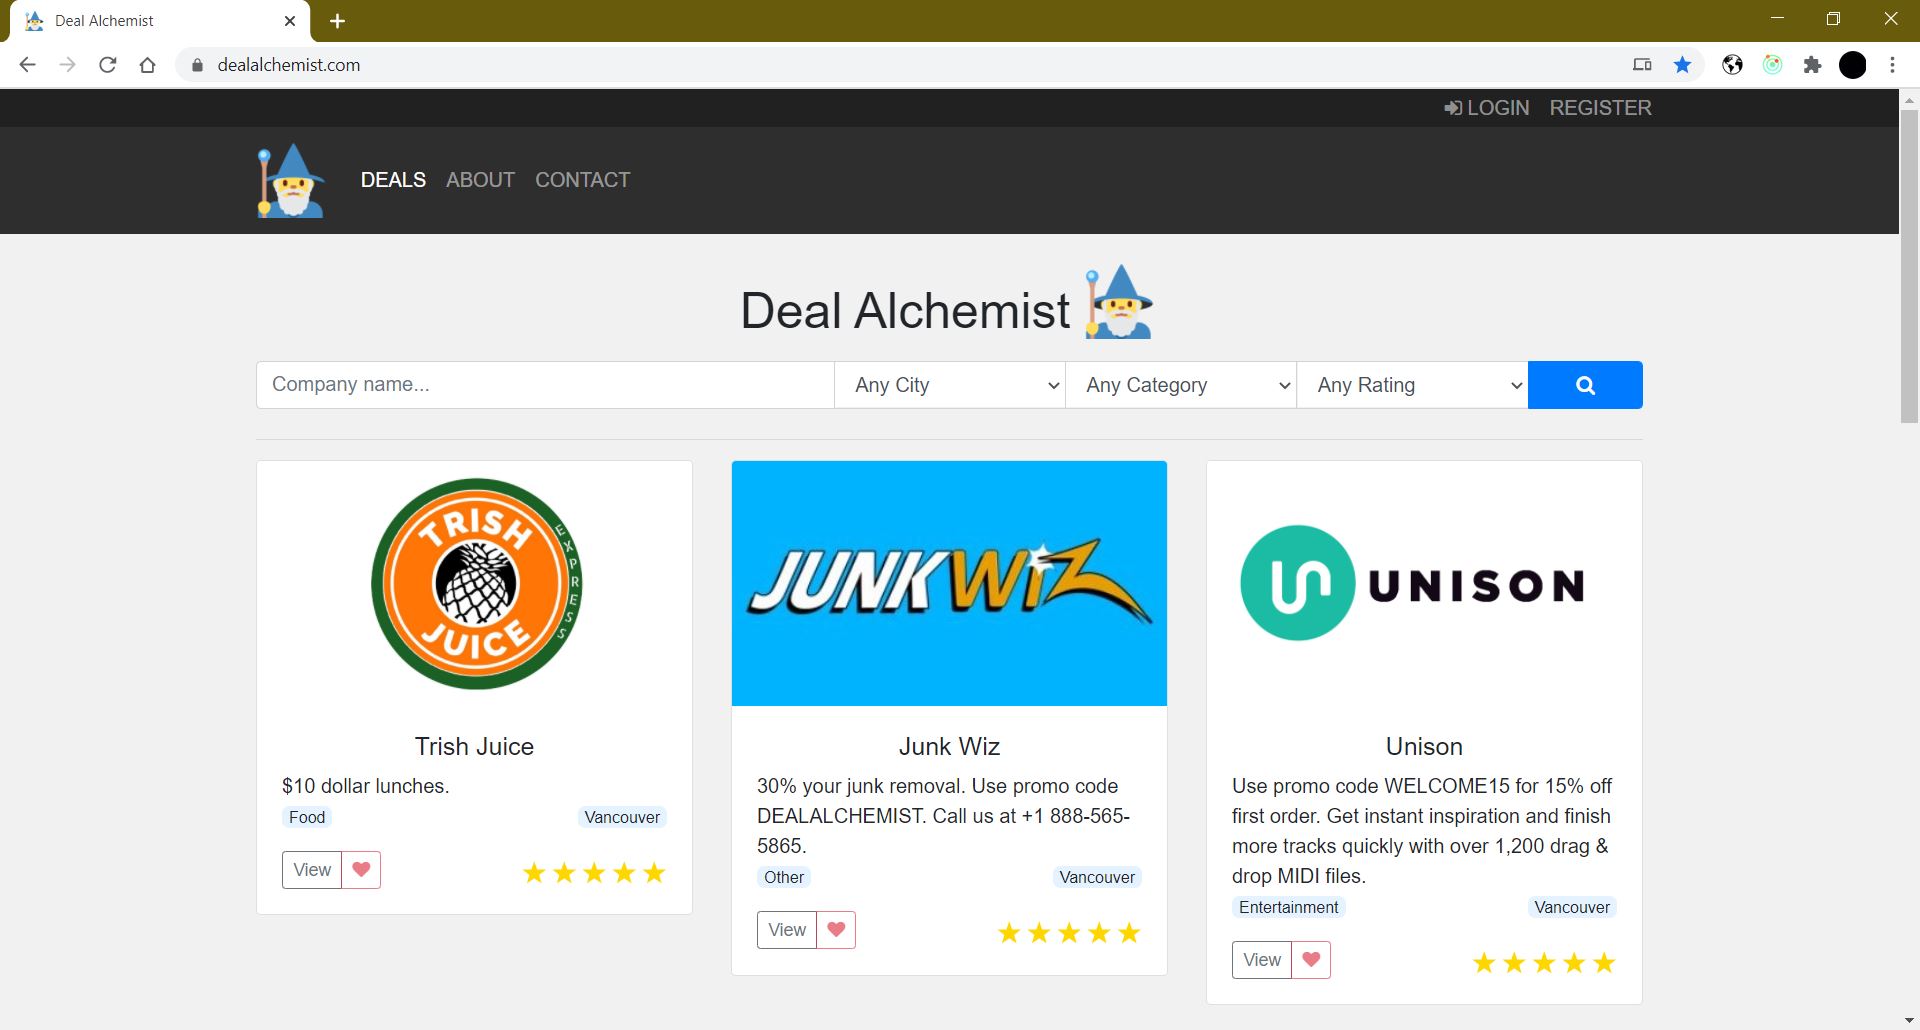 Deal Alchemist
dealalchemist.com
LOGIN REGISTER
DEALS ABOUT CONTACT
Deal Alchemist
Company name... Any City Any Category Any Rating
TRISH
JUICE
EXPRESS
Trish Juice
$10 dollar lunches.
Food Vancouver
View
JUNKWIZ
Junk Wiz
30% your junk removal. Use promo code
DEALALCHEMIST. Call us at +1 888-565-
5865.
Other Vancouver
View
UNISON
Unison
Use promo code WELCOME15 for 15% off
first order. Get instant inspiration and finish
more tracks quickly with over 1,200 drag &
drop MIDI files.
Entertainment Vancouver
View